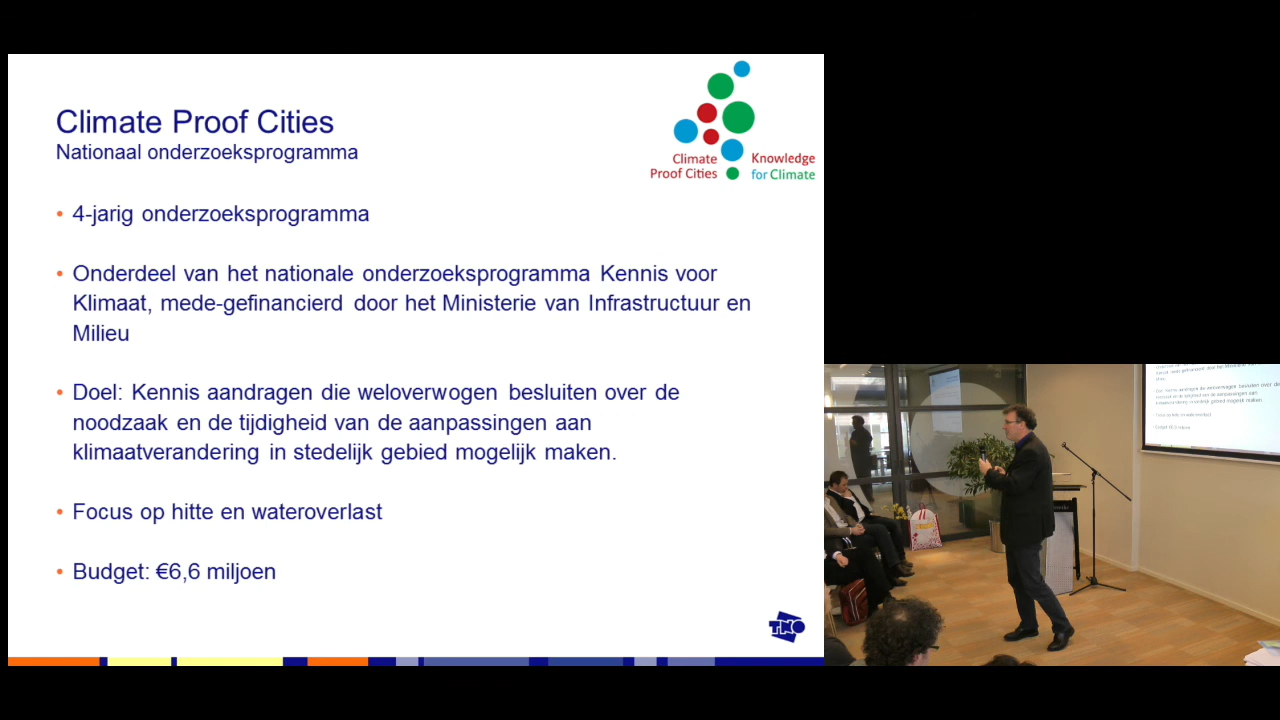 Climate Proof Cities
Nationaal onderzoeksprogramma
Climate
Proof Cities
Knowledge
for Climate
• 4-jarig onderzoeksprogramma
• Onderdeel van het nationale onderzoeksprogramma Kennis voor
Klimaat, mede-gefinancierd door het Ministerie van Infrastructuur en
Milieu
• Doel: Kennis aandragen die weloverwogen besluiten over de
noodzaak en de tijdigheid van de aanpassingen aan
klimaatverandering in stedelijk gebied mogelijk maken.
• Focus op hitte en wateroverlast
• Budget: €6,6 miljoen
TNO